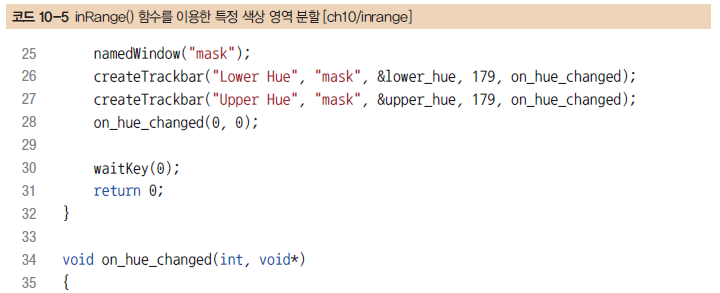 코드 10-5 inRange() 함수를 이용한 특정 색상 영역 분할 [ch10/inrange]
25     namedWindow("mask");
26     createTrackbar("Lower Hue", "mask", &lower_hue, 179, on_hue_changed);
27     createTrackbar("Upper Hue", "mask", &upper_hue, 179, on_hue_changed);
28     on_hue_changed(0, 0);
29
30     waitKey(0);
31     return 0;
32 }
33
34 void on_hue_changed(int, void*)
35 {